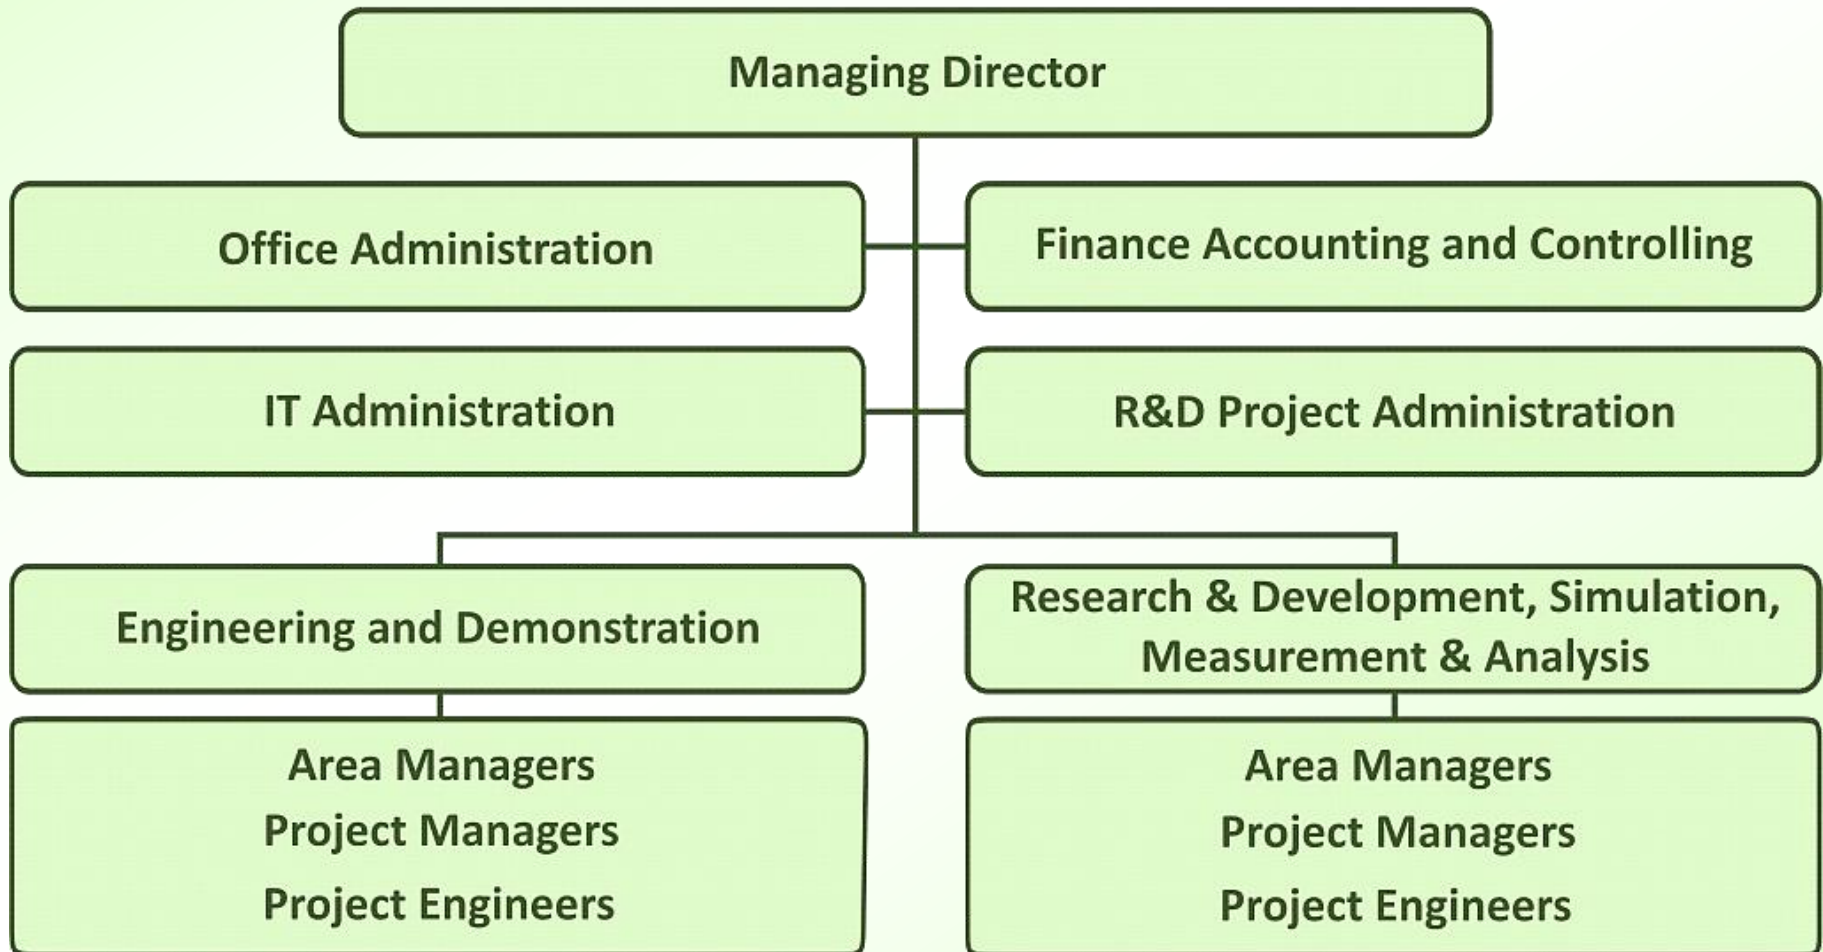 Managing Director
Office Administration
Finance Accounting and Controlling
IT Administration
R&D Project Administration
Engineering and Demonstration
Research & Development, Simulation,
Measurement & Analysis
Area Managers
Project Managers
Project Engineers
Area Managers
Project Managers
Project Engineers